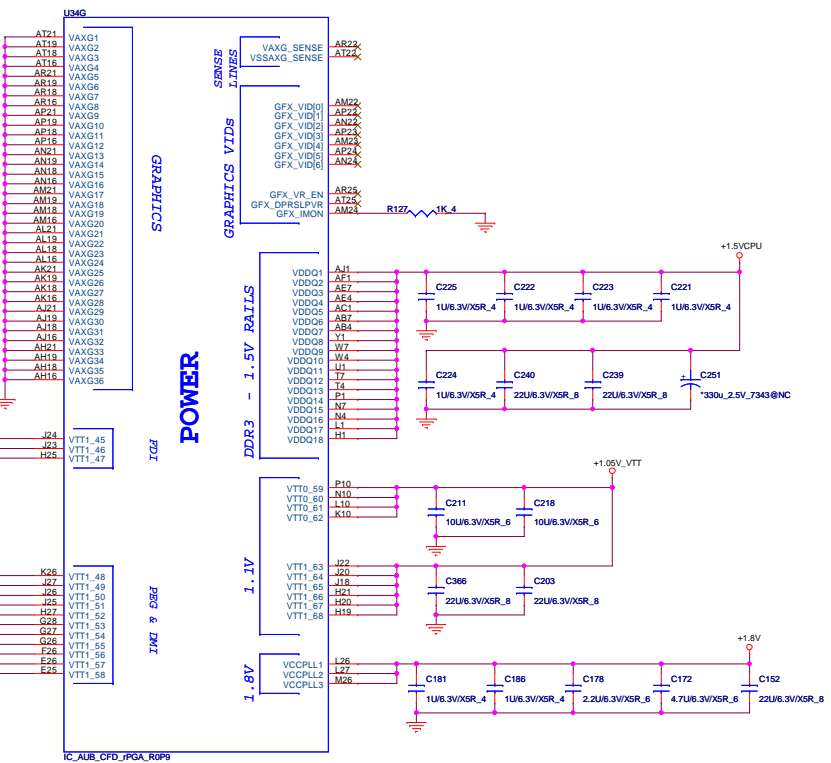 U34G
AT21 VAXG1
AT19 VAXG2
AT18 VAXG3
AT16 VAXG4
AR21 VAXG5
AR19 VAXG6
AR18 VAXG7
AR16 VAXG8
AP21 VAXG9
AP19 VAXG10
AP18 VAXG11
AP16 VAXG12
AN21 VAXG13
AN19 VAXG14
AN18 VAXG15
AN16 VAXG16
AM21 VAXG17
AM19 VAXG18
AM18 VAXG19
AM16 VAXG20
AL21 VAXG21
AL19 VAXG22
AL18 VAXG23
AL16 VAXG24
AK21 VAXG25
AK19 VAXG26
AK18 VAXG27
AK16 VAXG28
AJ21 VAXG29
AJ19 VAXG30
AJ18 VAXG31
AJ16 VAXG32
AH21 VAXG33
AH19 VAXG34
AH18 VAXG35
AH16 VAXG36
GRAPHICS
J24 VTT1_45
J23 VTT1_46
H25 VTT1_47
FDI
K26 VTT1_48
J27 VTT1_49
J26 VTT1_50
J25 VTT1_51
H27 VTT1_52
G28 VTT1_53
G27 VTT1_54
G26 VTT1_55
F26 VTT1_56
E26 VTT1_57
E25 VTT1_58
PEG & DMI
POWER
SENSE
LINES
VAXG_SENSE AR22
VSSAXG_SENSE AT22
GRAPHICS VIDs
GFX_VID[0] AM22
GFX_VID[1] AP22
GFX_VID[2] AN22
GFX_VID[3] AP23
GFX_VID[4] AM23
GFX_VID[5] AP24
GFX_VID[6] AN24
GFX_VR_EN AR25
GFX_DPRSLPVR AT25
GFX_IMON AM24
R127 1K_4
DDR3 - 1.5V RAILS
VDDQ1 AJ1
VDDQ2 AF1
VDDQ3 AE7
VDDQ4 AE4
VDDQ5 AC1
VDDQ6 AB7
VDDQ7 AB4
VDDQ8 Y1
VDDQ9 W7
VDDQ10 W4
VDDQ11 U1
VDDQ12 T7
VDDQ13 T4
VDDQ14 P1
VDDQ15 N7
VDDQ16 N4
VDDQ17 L1
VDDQ18 H1
+1.5VCPU
C225 C222 C223 C221
1U/6.3V/X5R_4 1U/6.3V/X5R_4 1U/6.3V/X5R_4 1U/6.3V/X5R_4
C224 C240 C239 + C251
1U/6.3V/X5R_4 22U/6.3V/X5R_8 22U/6.3V/X5R_8 *330u_2.5V_7343@NC
1.1V
VTT0_59 P10
VTT0_60 N10
VTT0_61 L10
VTT0_62 K10
+1.05V_VTT
C211 C218
10U/6.3V/X5R_6 10U/6.3V/X5R_6
VTT1_63 J22
VTT1_64 J20
VTT1_65 J18
VTT1_66 H21
VTT1_67 H20
VTT1_68 H19
C366 C203
22U/6.3V/X5R_8 22U/6.3V/X5R_8
1.8V
VCCPLL1 L26
VCCPLL2 L27
VCCPLL3 M26
+1.8V
C181 C186 C178 C172 C152
1U/6.3V/X5R_4 1U/6.3V/X5R_4 2.2U/6.3V/X5R_6 4.7U/6.3V/X5R_6 22U/6.3V/X5R_8
IC_AUB_CFD_rPGA_R0P9